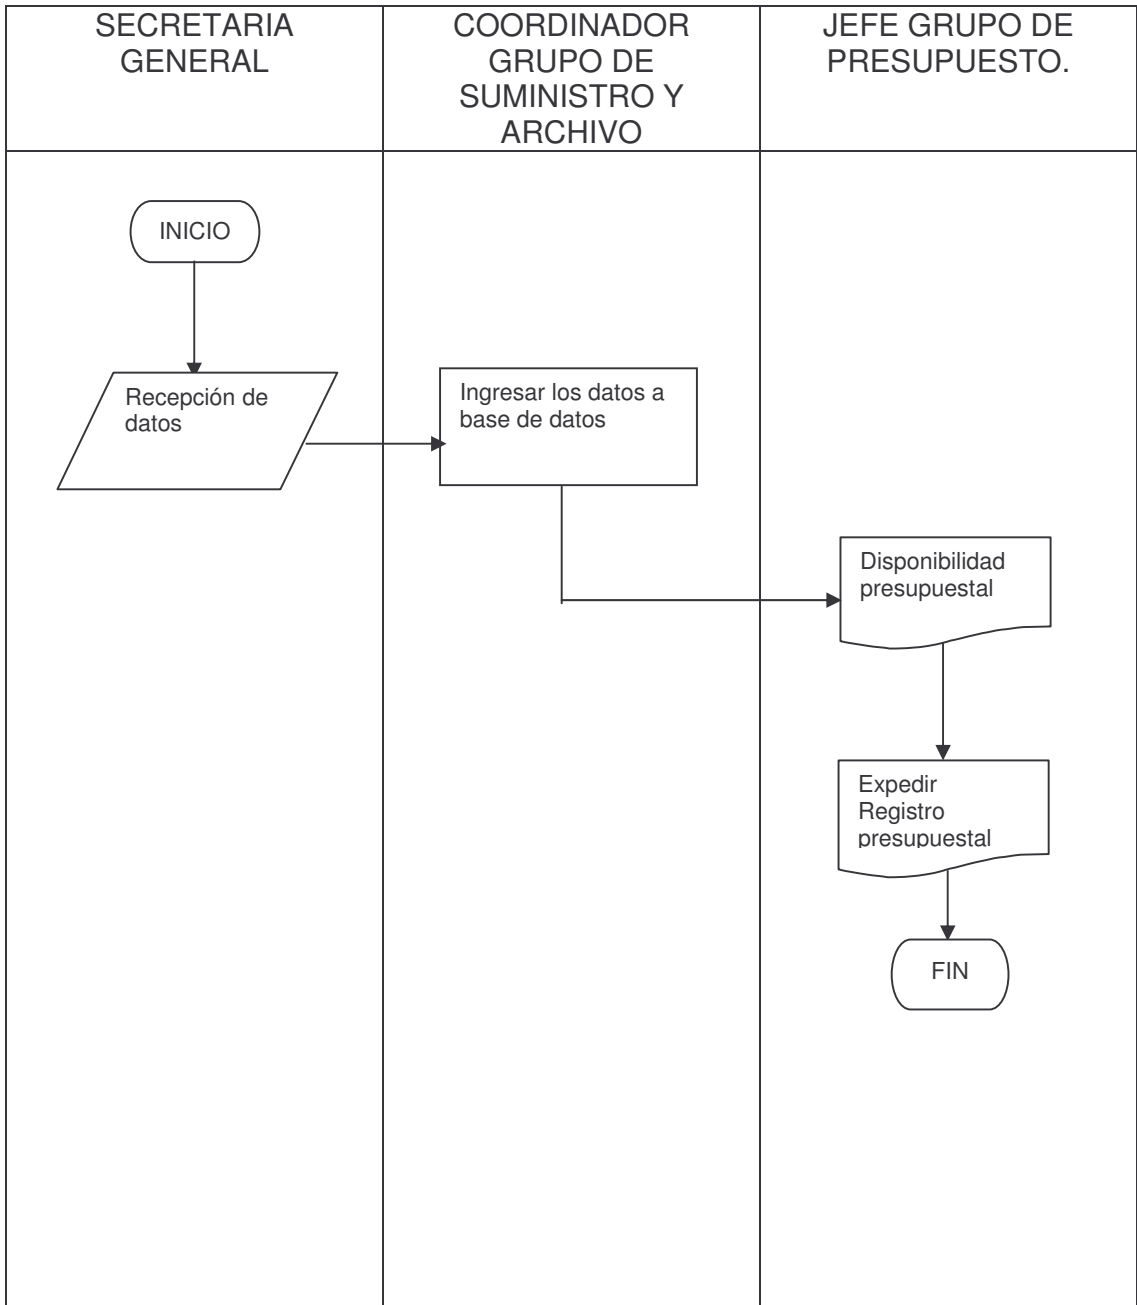 SECRETARIA
GENERAL
COORDINADOR
GRUPO DE
SUMINISTRO Y
ARCHIVO
JEFE GRUPO DE
PRESUPUESTO.
INICIO
Recepción de
datos
Ingresar los datos a
base de datos
Disponibilidad
presupuestal
Expedir
Registro
presupuestal
FIN